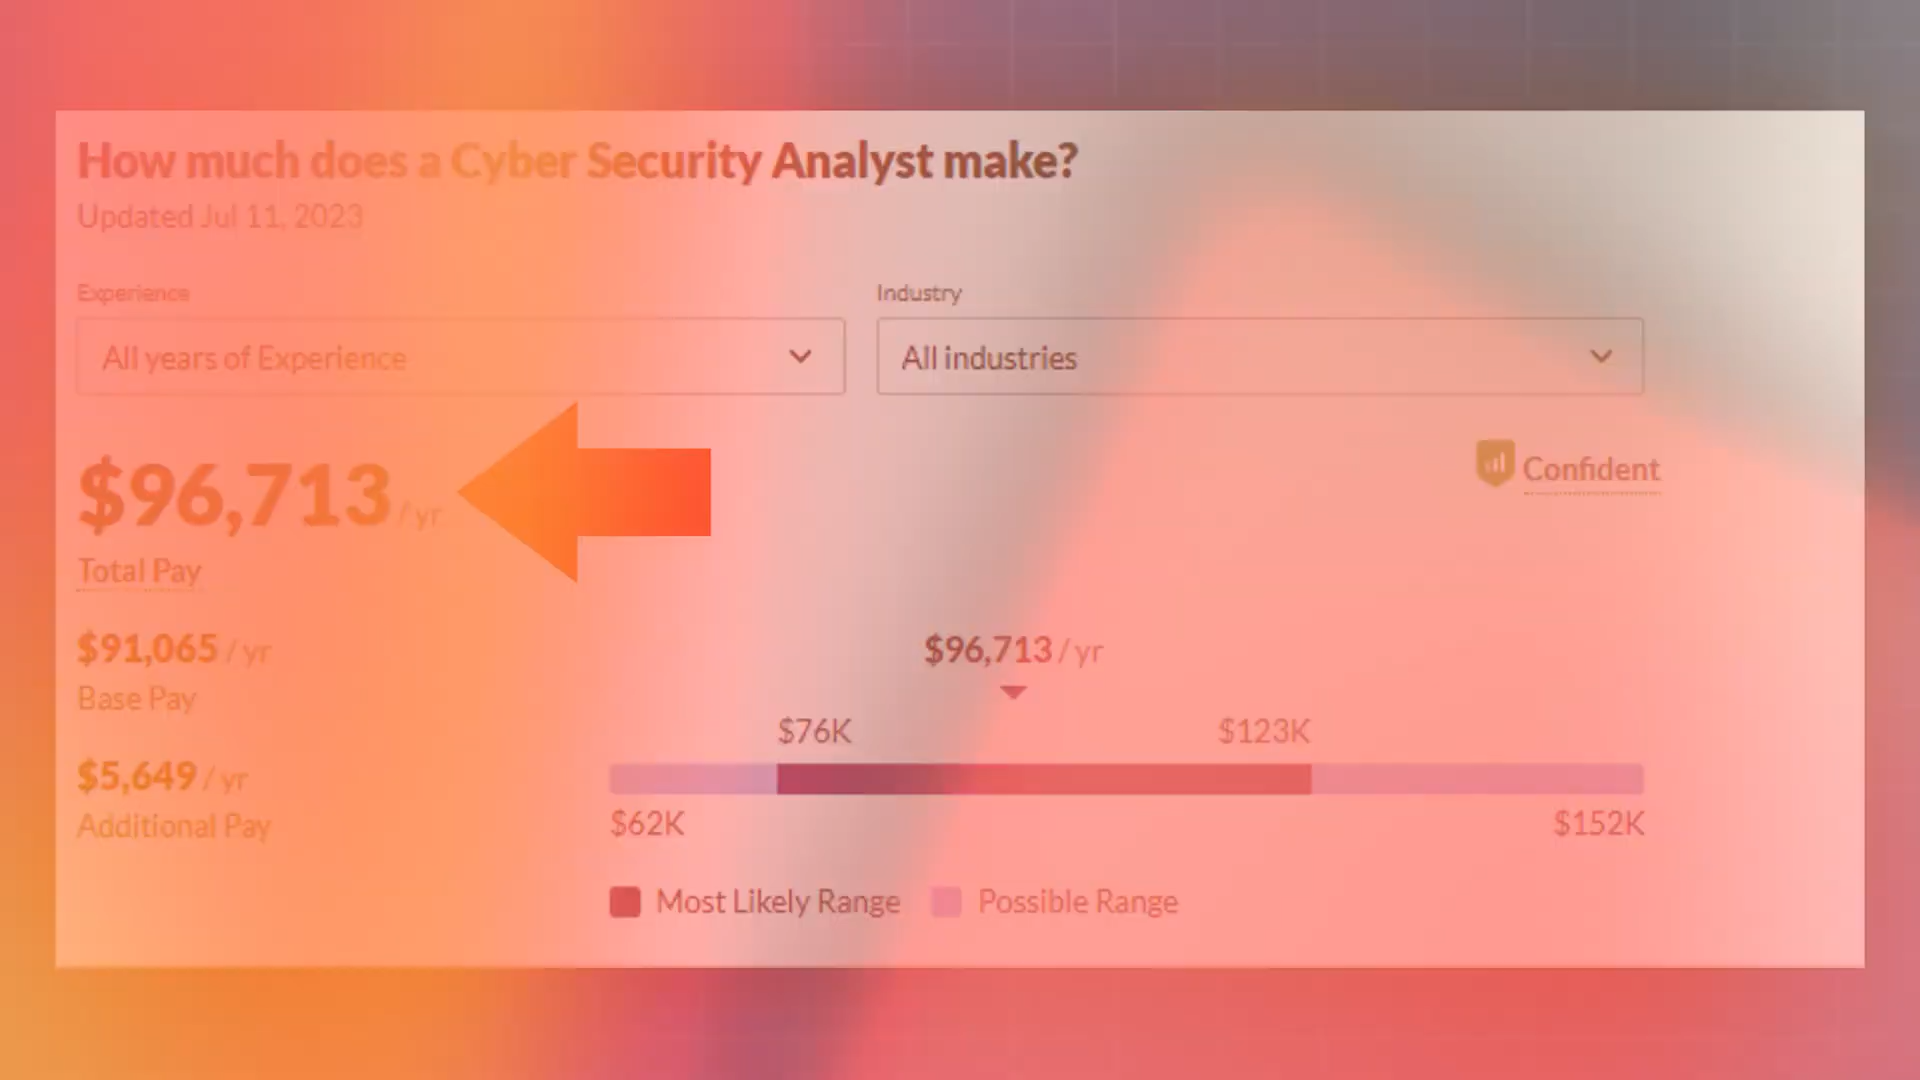 How much does a Cyber Security Analyst make?
Updated Jul 11, 2023
Experience
Industry
All years of Experience
All industries
$96,713 / yr
Confident
Total Pay
$91,065 / yr
Base Pay
$5,649 / yr
Additional Pay
$96,713 / yr
$76K
$123K
$62K
$152K
Most Likely Range
Possible Range